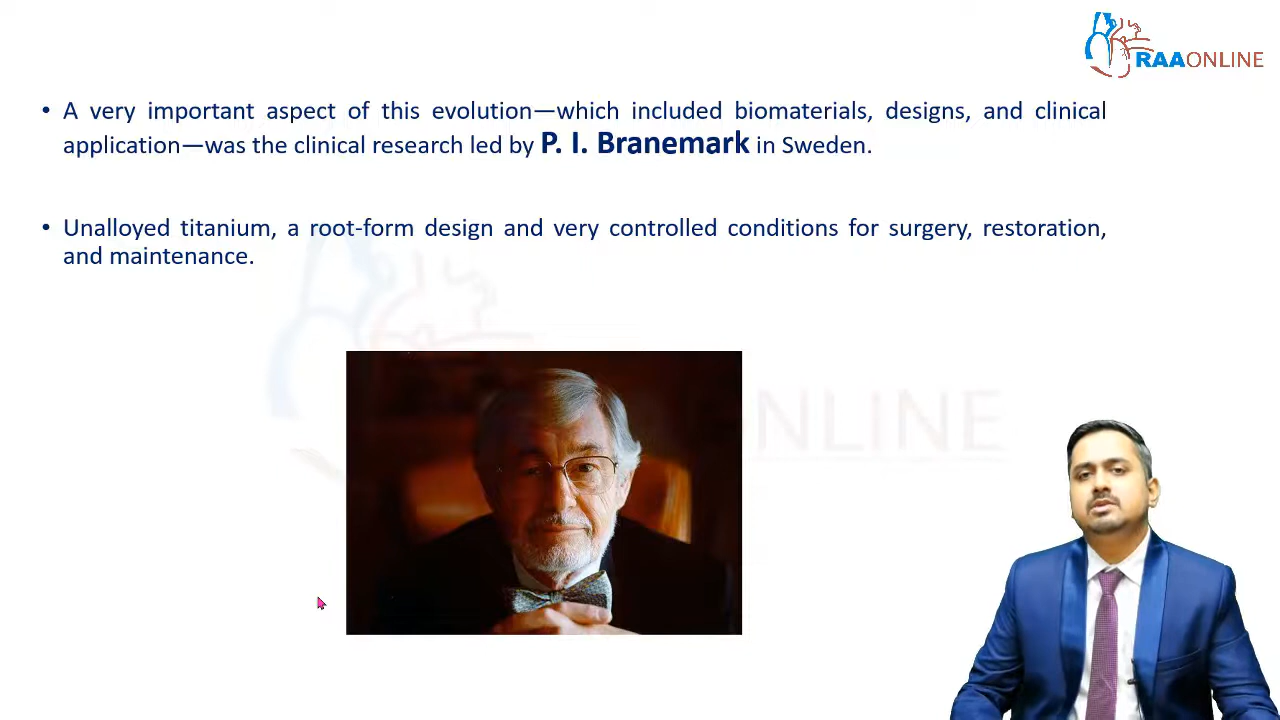 RAAONLINE
• A very important aspect of this evolution—which included biomaterials, designs, and clinical
application—was the clinical research led by P. I. Branemark in Sweden.
• Unalloyed titanium, a root-form design and very controlled conditions for surgery, restoration,
and maintenance.
NLINE